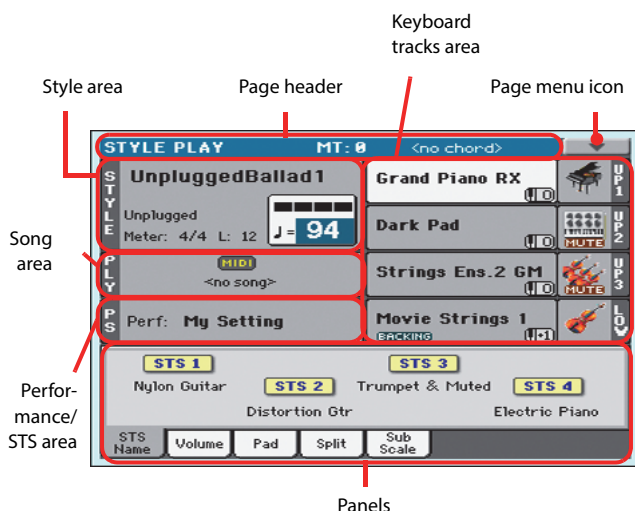 Keyboard
tracks area
Style area
Page header
Page menu icon
STYLE PLAY MT: 0 <no chord>
STYLE
UnpluggedBallad1
Unplugged
Meter: 4/4 L: 12
♩= 94
Grand Piano RX
0
UP1
Dark Pad
0
MUTE
UP2
Song
area
PLY
MIDI
<no song>
Strings Ens.2 GM
0
MUTE
UP3
PS
Perf: My Setting
Movie Strings 1
BACKING
+1
LOW
Perfor-
mance/
STS area
STS 1
Nylon Guitar
STS 2
Distortion Gtr
STS 3
Trumpet & Muted
STS 4
Electric Piano
STS
Name
Volume
Pad
Split
Sub
Scale
Panels